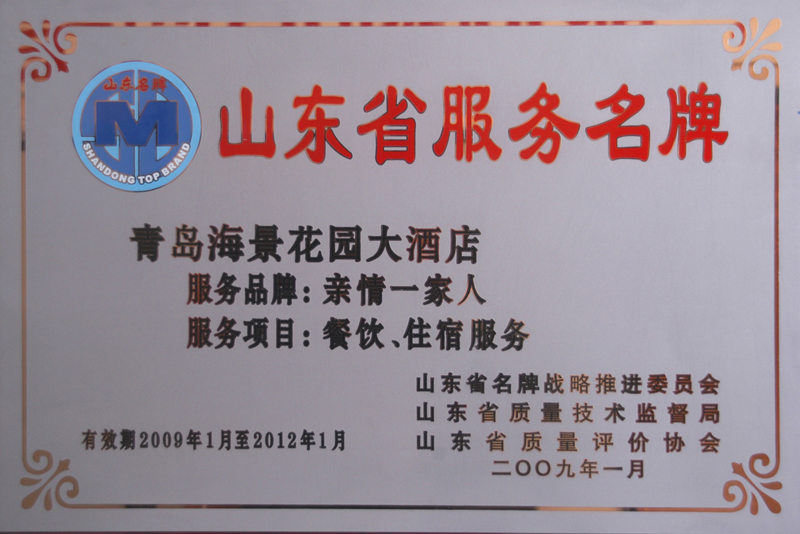 山东名牌
SHANDONG TOP BRAND
山东省服务名牌
青岛海景花园大酒店
服务品牌：亲情一家人
服务项目：餐饮、住宿服务
山东省名牌战略推进委员会
山东省质量技术监督局
有效期2009年1月至2012年1月
山东省质量评价协会
二〇〇九年一月